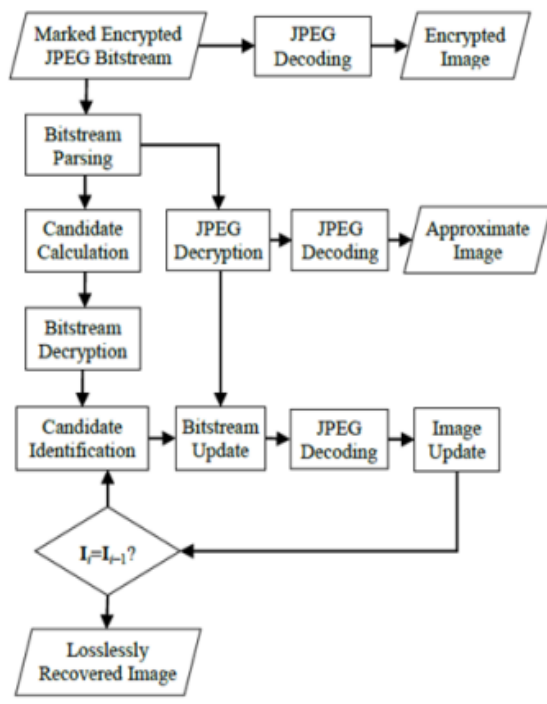 Marked Encrypted
JPEG Bitstream
JPEG
Decoding
Encrypted
Image
Bitstream
Parsing
Candidate
Calculation
JPEG
Decryption
JPEG
Decoding
Approximate
Image
Bitstream
Decryption
Candidate
Identification
Bitstream
Update
JPEG
Decoding
Image
Update
Iᵢ=Iᵢ₋₁?
Losslessly
Recovered Image